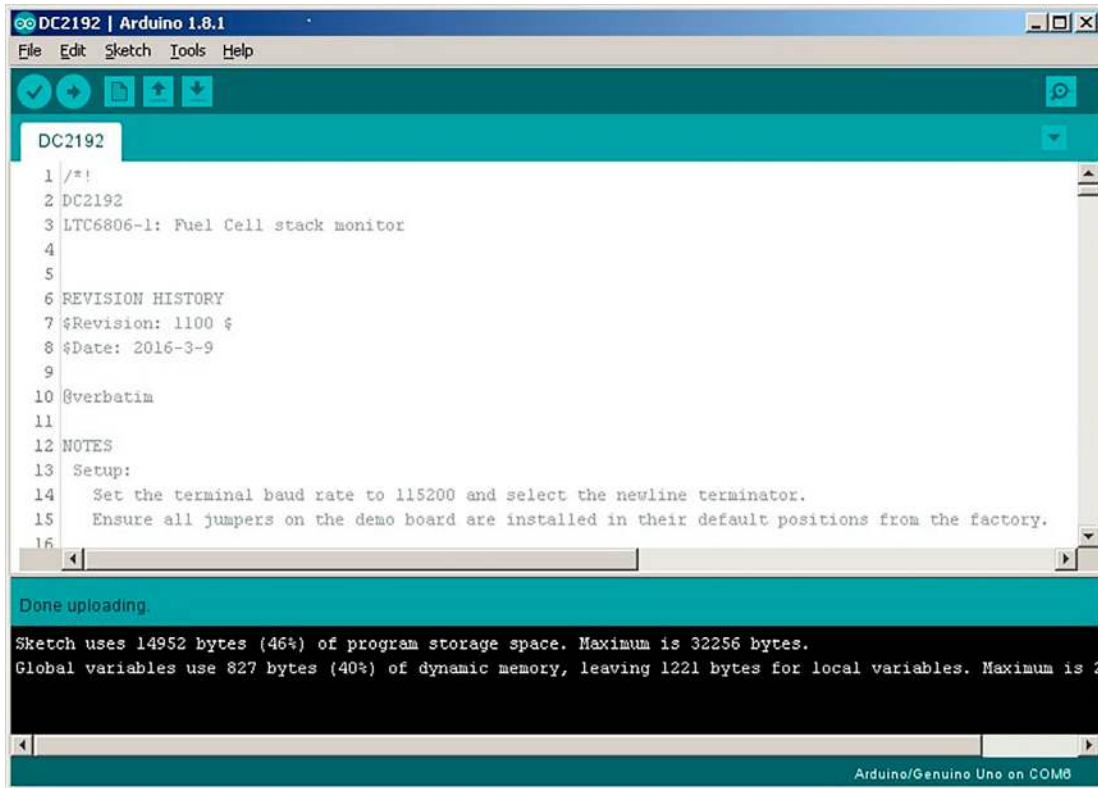 DC2192 | Arduino 1.8.1
File Edit Sketch Tools Help
DC2192
1 /*!
2 DC2192
3 LTC6806-1: Fuel Cell stack monitor
4
5
6 REVISION HISTORY
7 $Revision: 1100 $
8 $Date: 2016-3-9
9
10 @verbatim
11
12 NOTES
13 Setup:
14 Set the terminal baud rate to 115200 and select the newline terminator.
15 Ensure all jumpers on the demo board are installed in their default positions from the factory.
16
Done uploading.
Sketch uses 14952 bytes (46%) of program storage space. Maximum is 32256 bytes.
Global variables use 827 bytes (40%) of dynamic memory, leaving 1221 bytes for local variables. Maximum is
Arduino/Genuino Uno on COM6